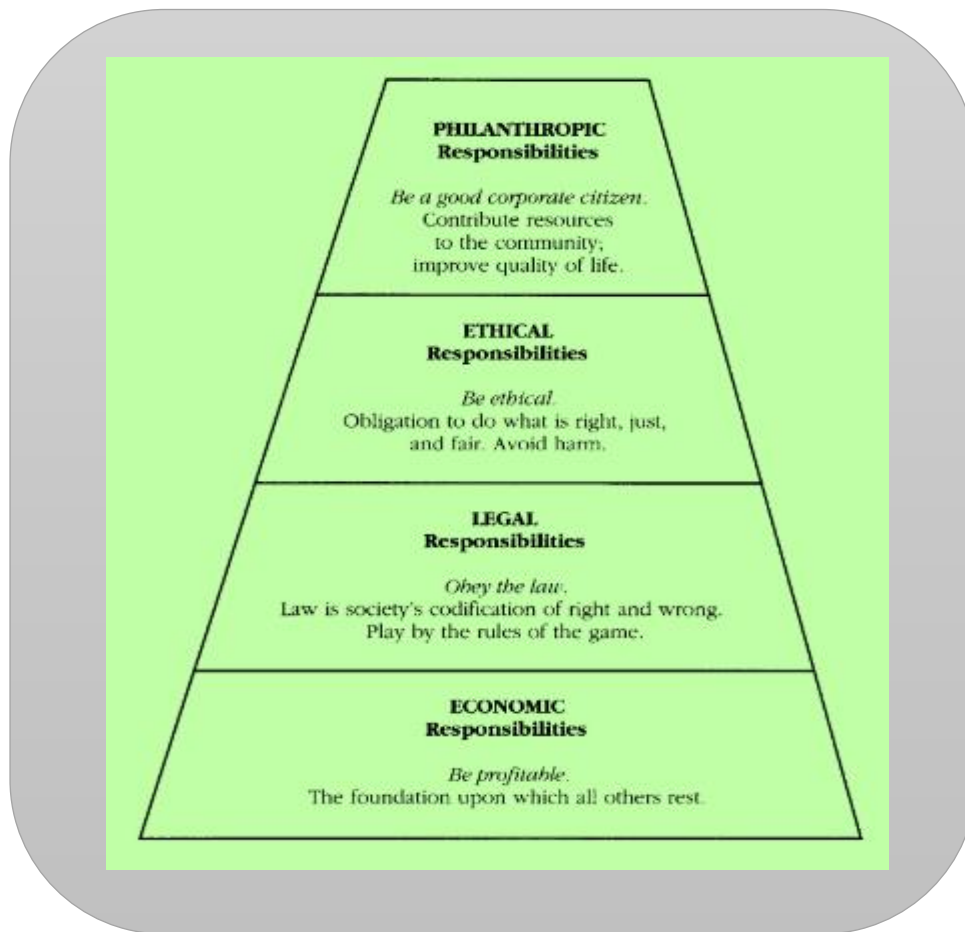 PHILANTHROPIC
Responsibilities
Be a good corporate citizen.
Contribute resources
to the community;
improve quality of life.
ETHICAL
Responsibilities
Be ethical.
Obligation to do what is right, just,
and fair. Avoid harm.
LEGAL
Responsibilities
Obey the law.
Law is society's codification of right and wrong.
Play by the rules of the game.
ECONOMIC
Responsibilities
Be profitable.
The foundation upon which all others rest.